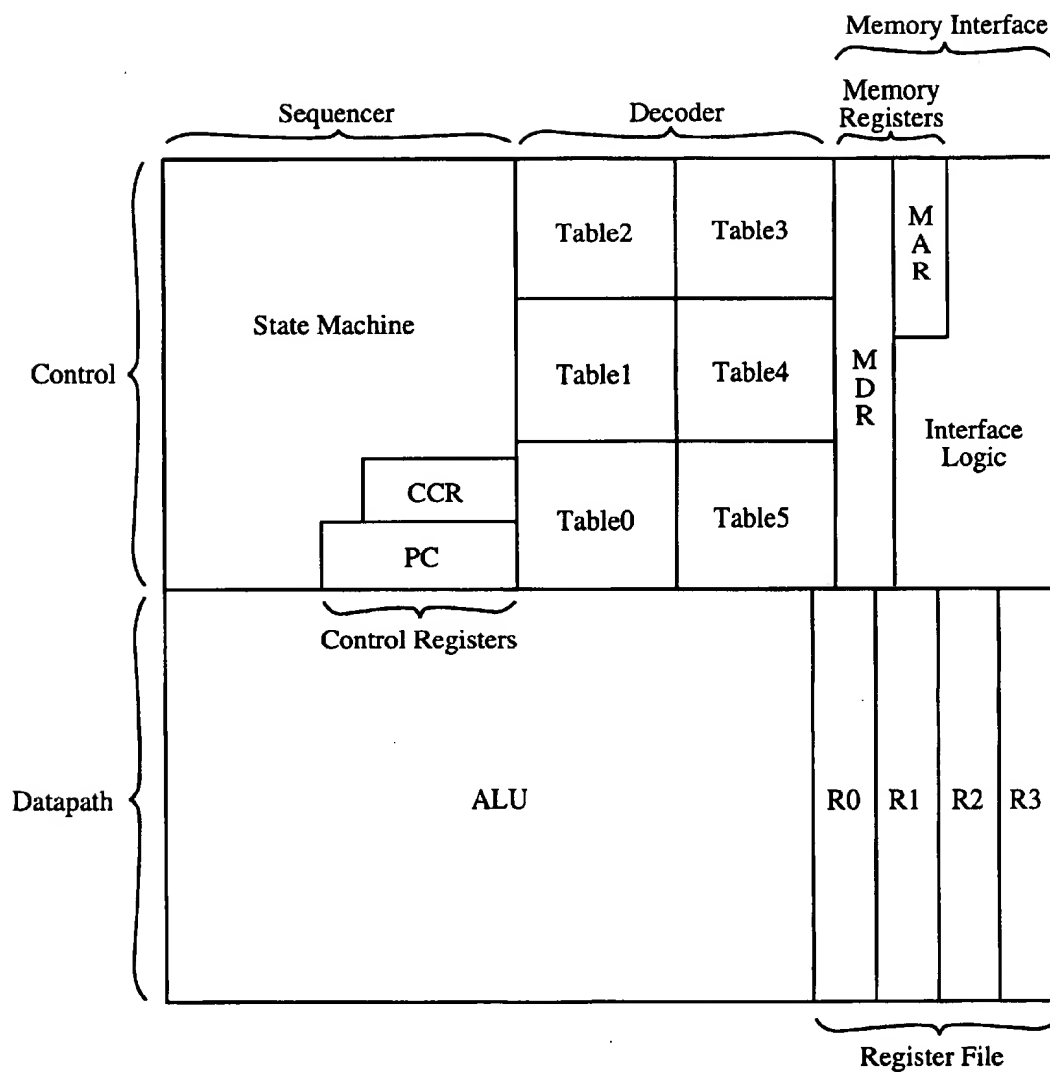 Memory Interface
Sequencer
Decoder
Memory
Registers
Table2
Table3
M
A
R
State Machine
Control
Table1
Table4
M
D
R
Interface
Logic
CCR
PC
Table0
Table5
Control Registers
Datapath
ALU
R0
R1
R2
R3
Register File